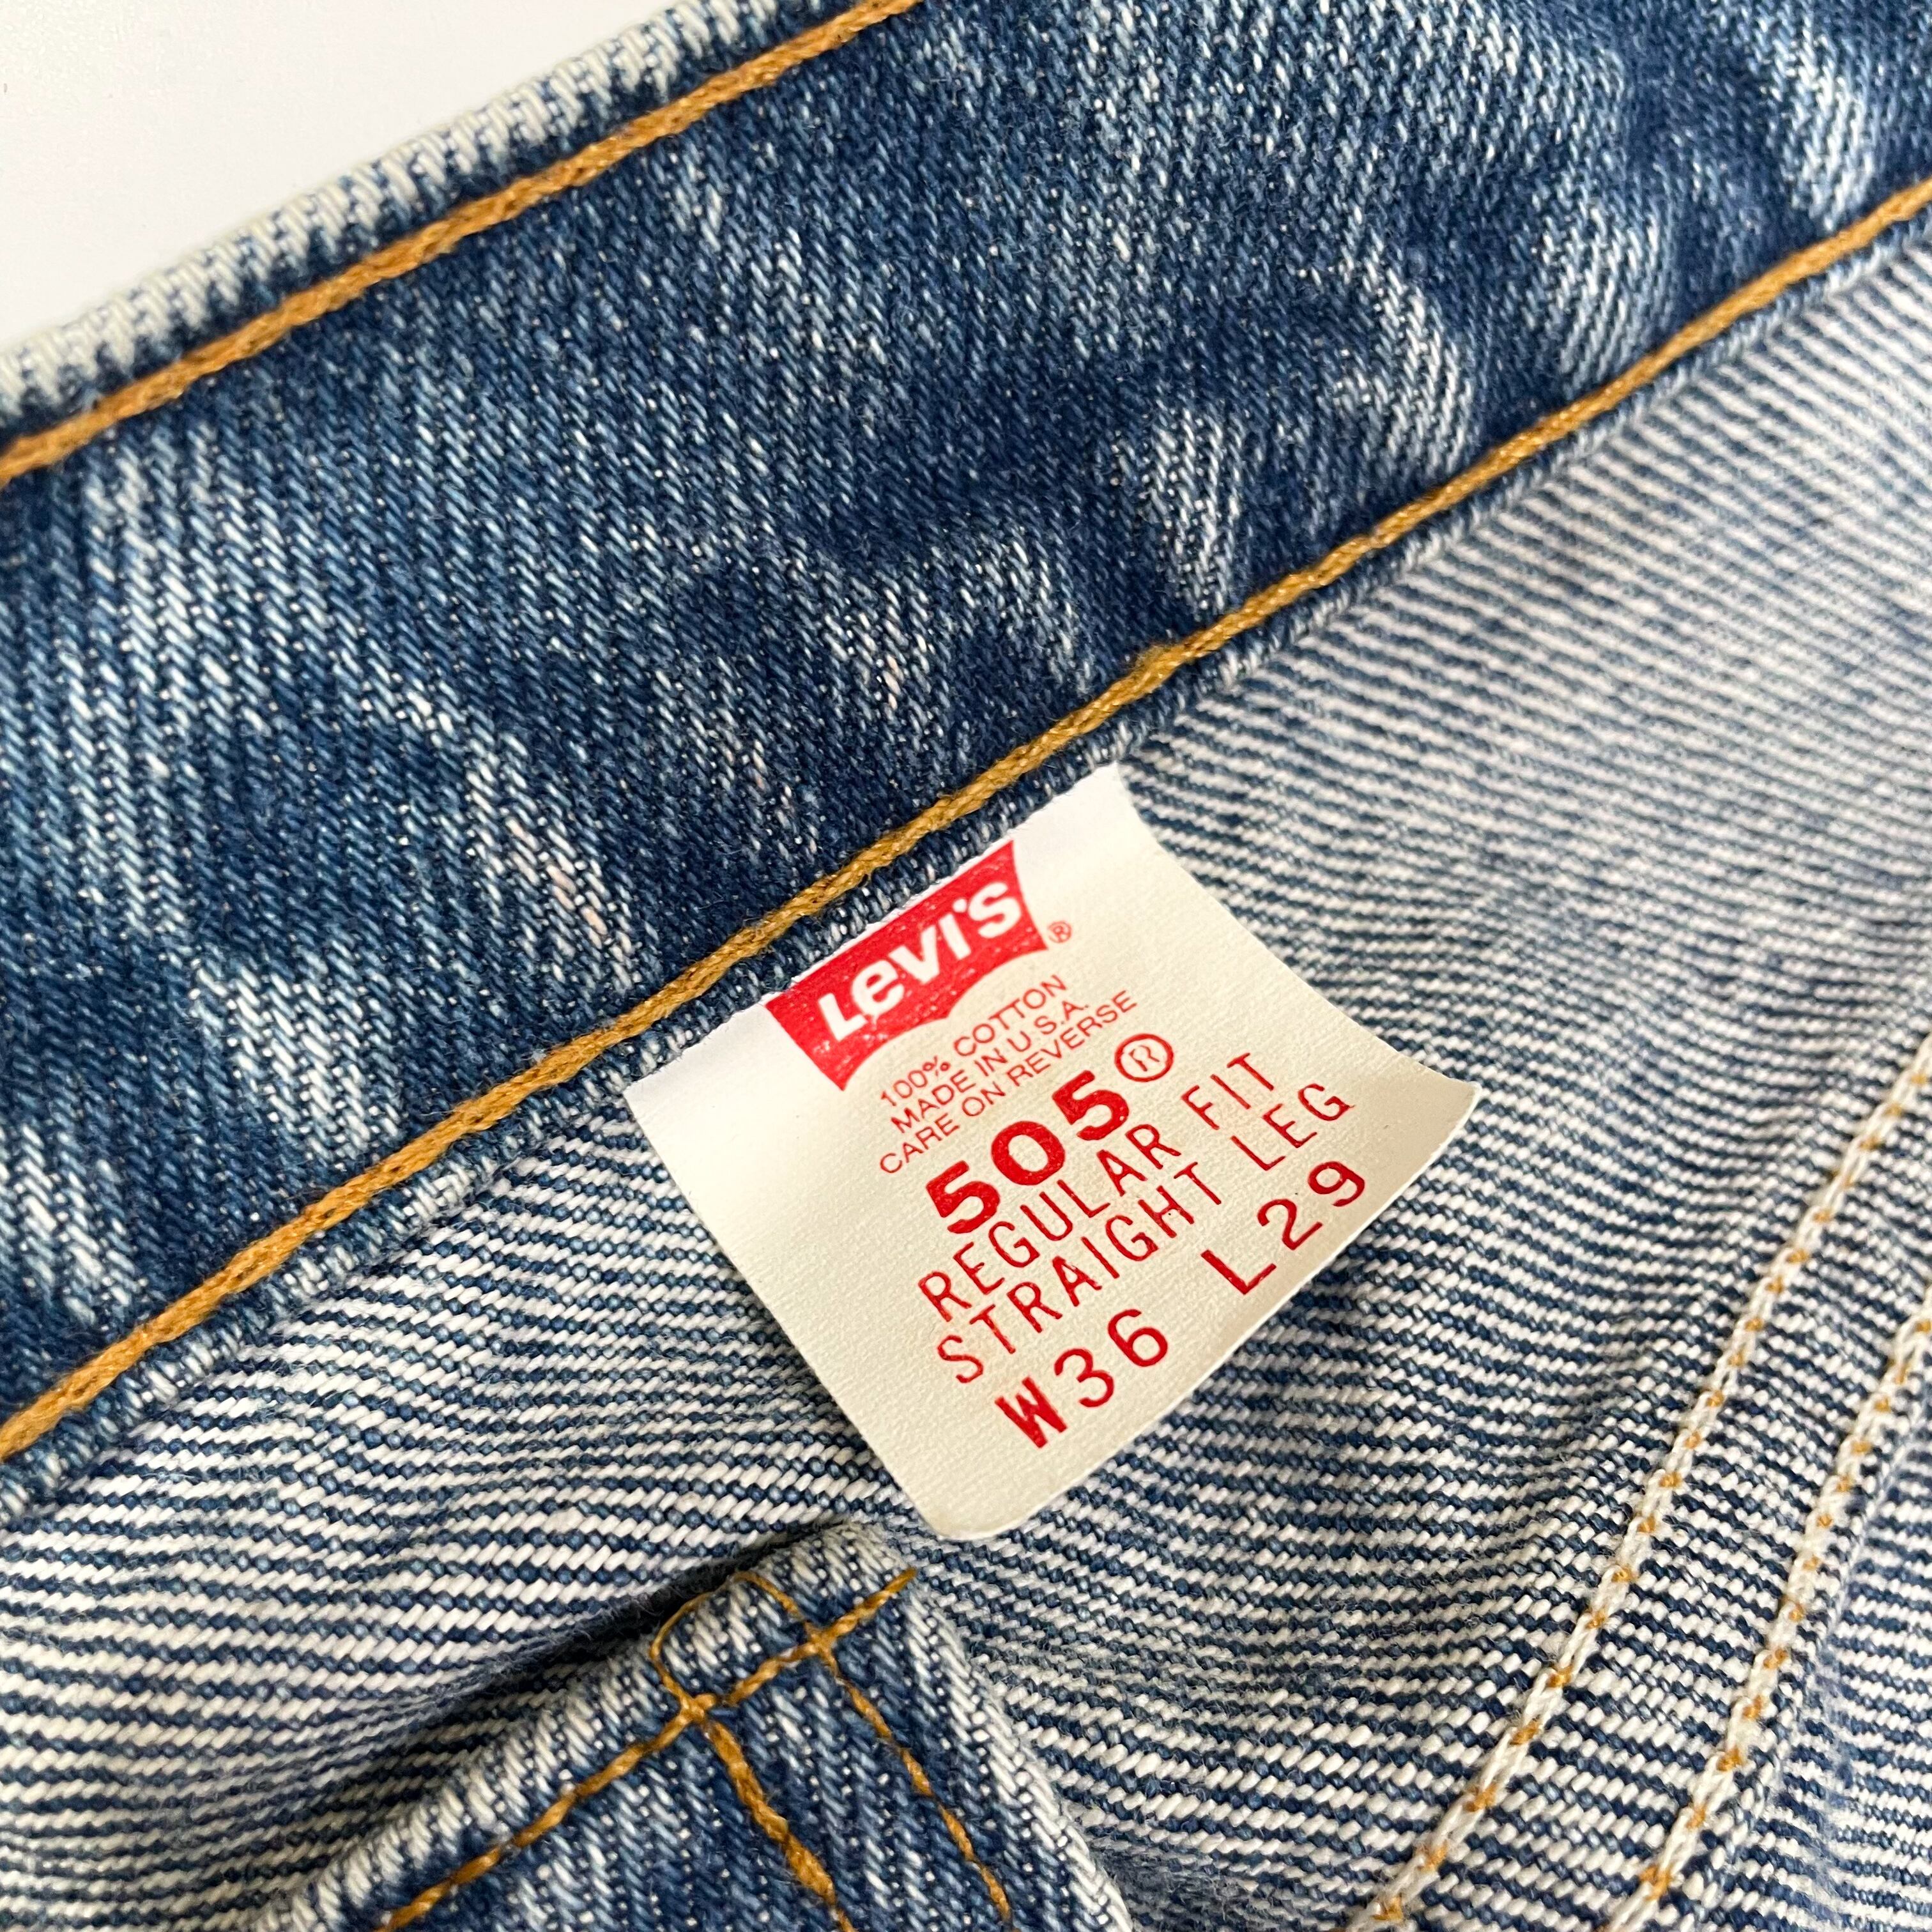 Levi's®
100% COTTON
MADE IN U.S.A.
CARE ON REVERSE
505®
REGULAR FIT
STRAIGHT LEG
W36 L29